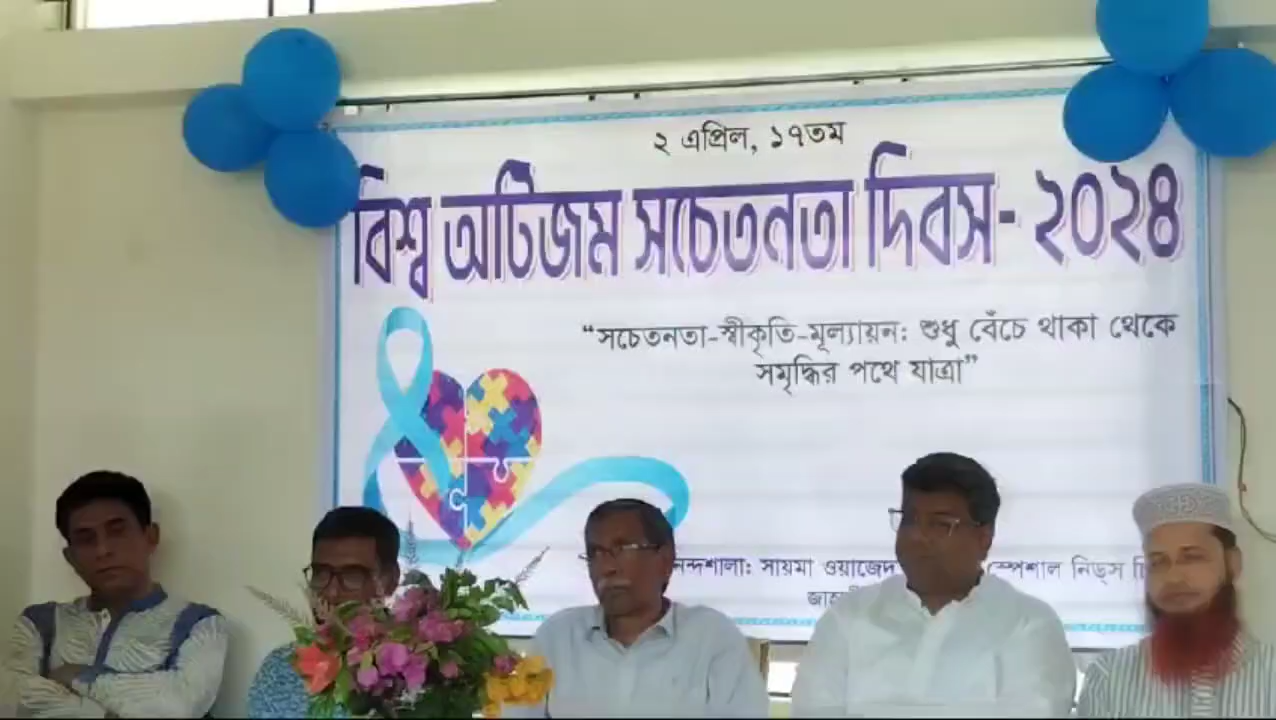 ২ এপ্রিল, ১৭তম
বিশ্ব অটিজম সচেতনতা দিবস- ২০২৪
“সচেতনতা-স্বীকৃতি-মূল্যায়ন: শুধু বেঁচে থাকা থেকে
সমৃদ্ধির পথে যাত্রা”
সায়মা ওয়াজেদ স্পেশাল নিড্স